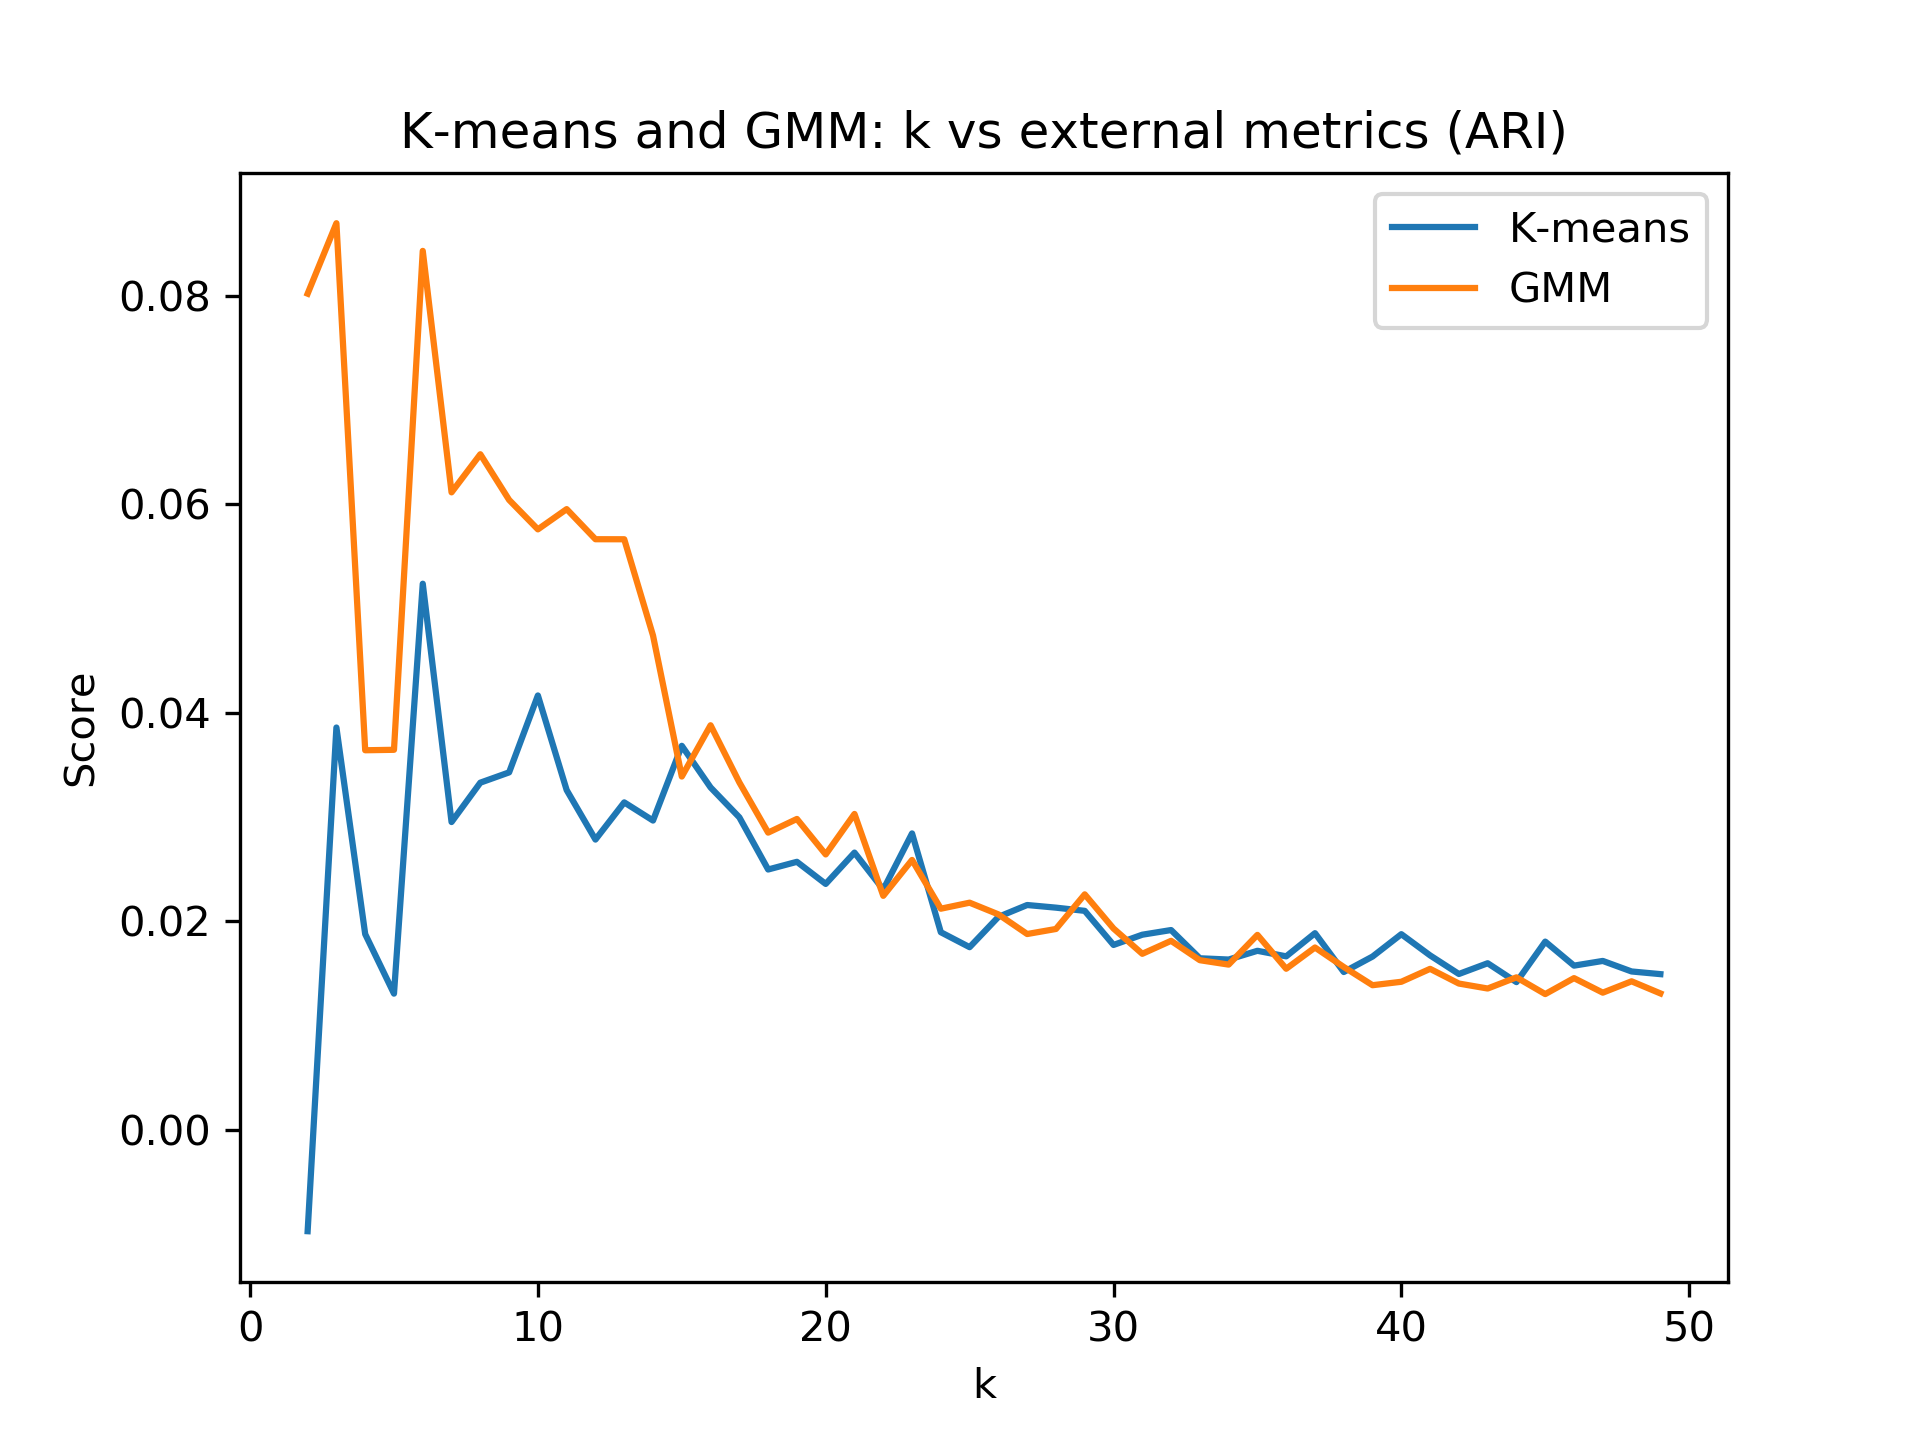 K-means and GMM: k vs external metrics (ARI)
K-means
GMM
0.08
0.06
0.04
0.02
0.00
Score
0 10 20 30 40 50
k